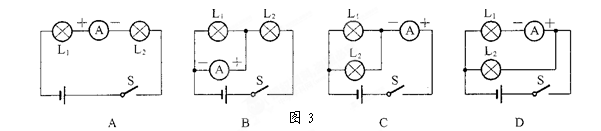 L₁ + A − L₂
S
A
L₁ L₂
− A +
S
B
L₁ − A +
L₂
S
C
L₁ − A +
L₂
S
D
图 3